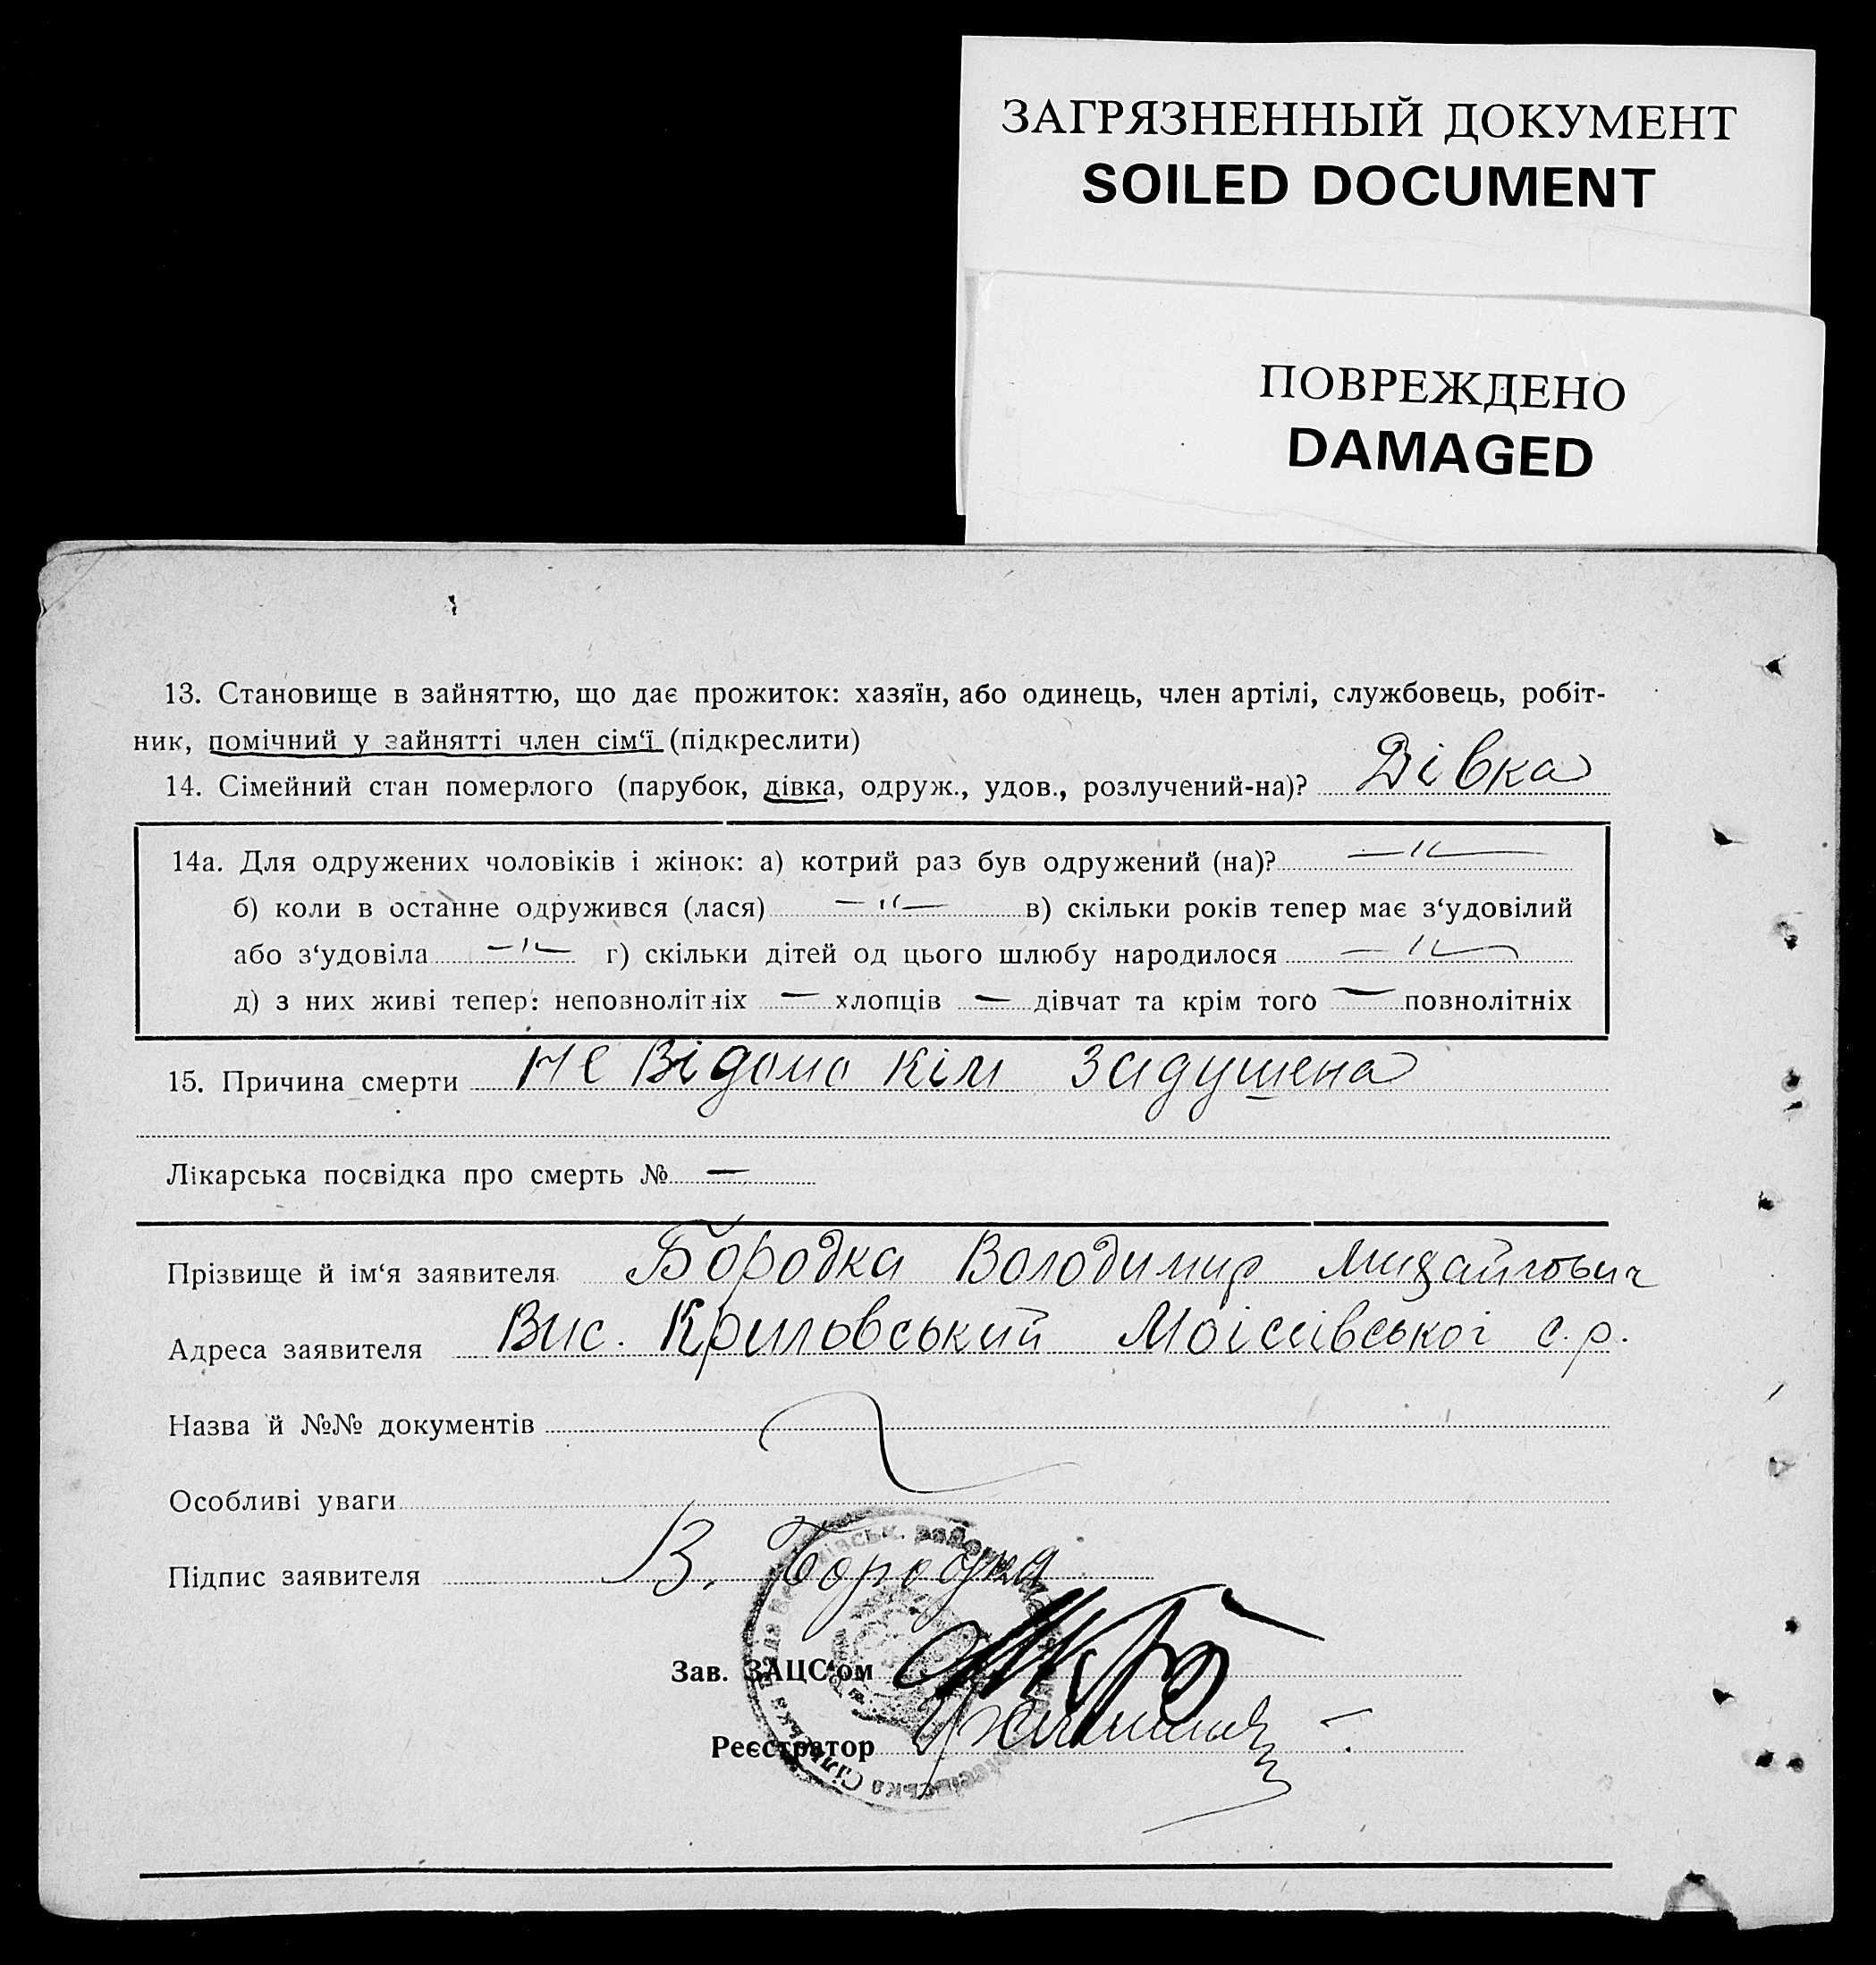 ЗАГРЯЗНЕННЫЙ ДОКУМЕНТ
SOILED DOCUMENT
ПОВРЕЖДЕНО
DAMAGED
13. Становище в зайняттю, що дає прожиток: хазяїн, або одинець, член артілі, службовець, робіт-
ник, помічний у зайнятті член сім‘ї (підкреслити)
14. Сімейний стан померлого (парубок, дівка, одруж., удов., розлучений-на)? Дівка
14а. Для одружених чоловіків і жінок: а) котрий раз був одружений (на)? —〃—
б) коли в останне одружився (лася) —〃— в) скільки років тепер має з‘удовілий
або з‘удовіла —〃— г) скільки дітей од цього шлюбу народилося —〃—
д) з них живі тепер: неповнолітніх — хлопців — дівчат та крім того — повнолітніх
15. Причина смерти не відомо кім задушена
Лікарська посвідка про смерть № —
Прізвище й ім‘я заявителя Бородка Володимир
Адреса заявителя Вис. Криловський Моісеївської с.р.
Назва й №№ документів
Особливі уваги
Підпис заявителя В. Бородка
Зав. ЗАЦС‘ом
Реєстратор